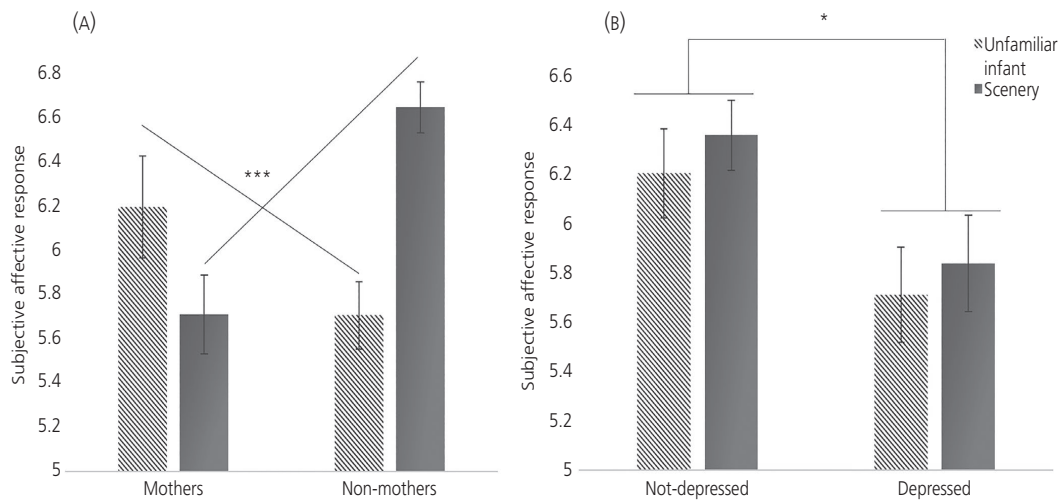 (A)
Subjective affective response
6.8
6.6
6.4
6.2
6
5.8
5.6
5.4
5.2
5
***
Mothers
Non-mothers
(B)
*
Unfamiliar
infant
Scenery
Subjective affective response
6.6
6.4
6.2
6
5.8
5.6
5.4
5.2
5
Not-depressed
Depressed